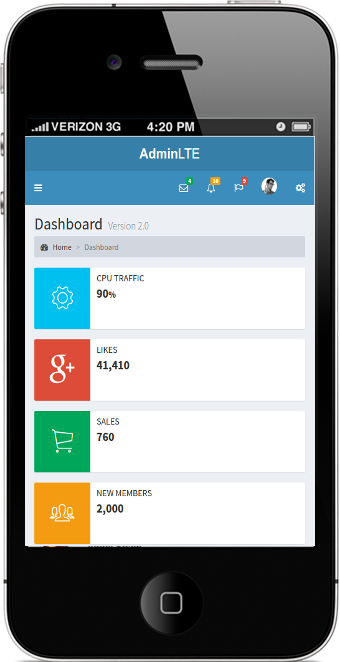 VERIZON 3G 4:20 PM
AdminLTE
4 10 9
Dashboard Version 2.0
Home > Dashboard
CPU TRAFFIC
90%
g+
LIKES
41,410
SALES
760
NEW MEMBERS
2,000